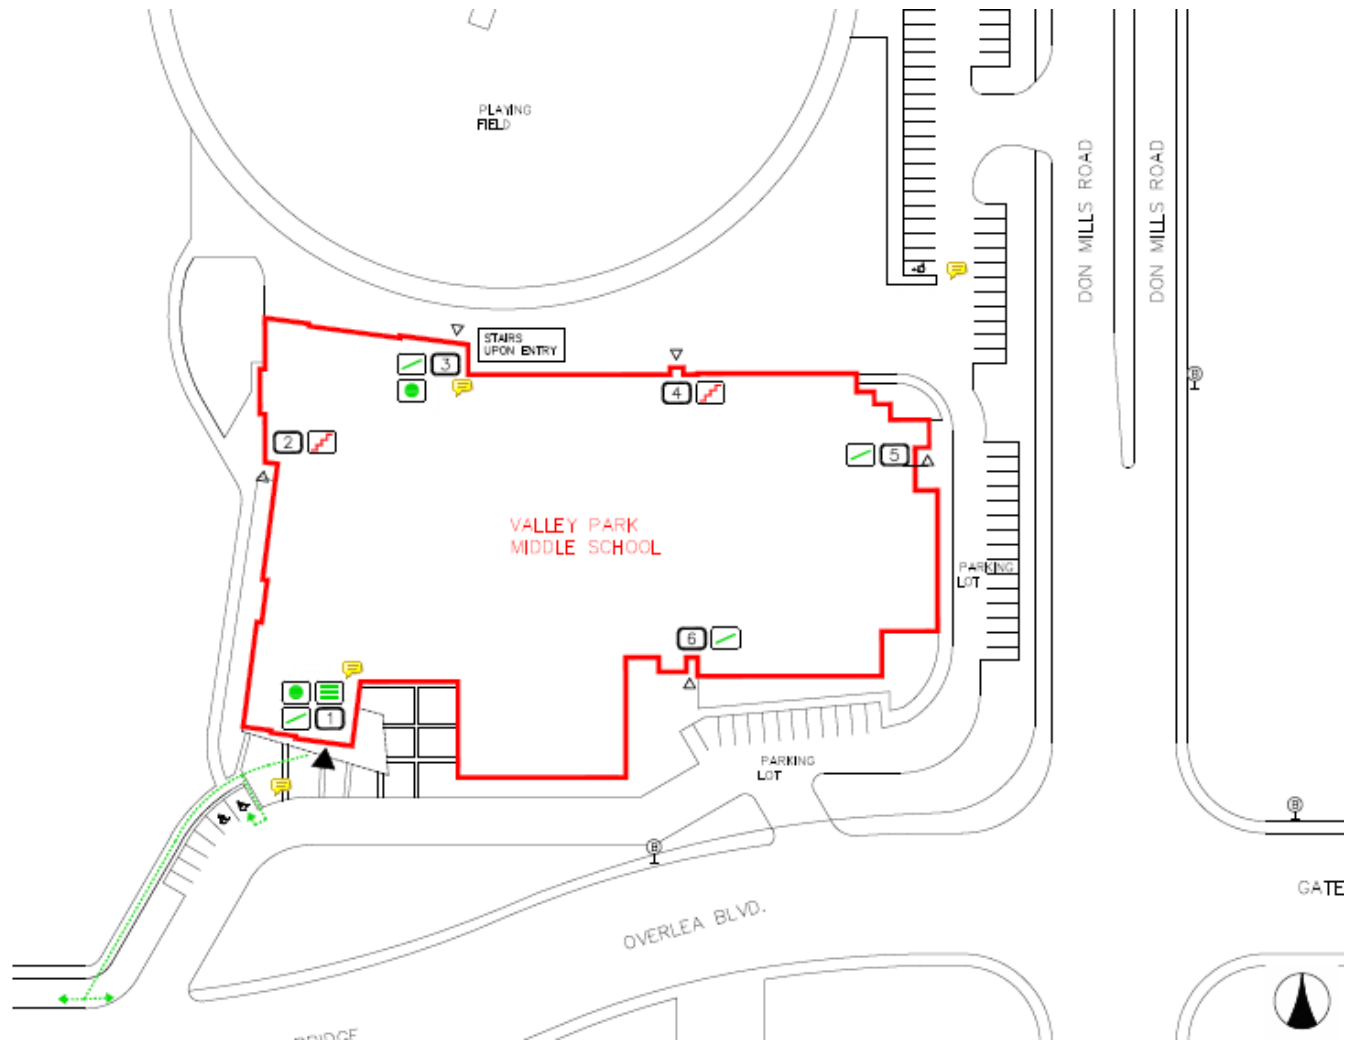 PLAYING
FIELD
DON MILLS ROAD
DON MILLS ROAD
STAIRS
UPON ENTRY
3
4
B
2
5
VALLEY PARK
MIDDLE SCHOOL
PARKING
LOT
6
1
PARKING
LOT
B
B
GATE
OVERLEA BLVD.
BRIDGE